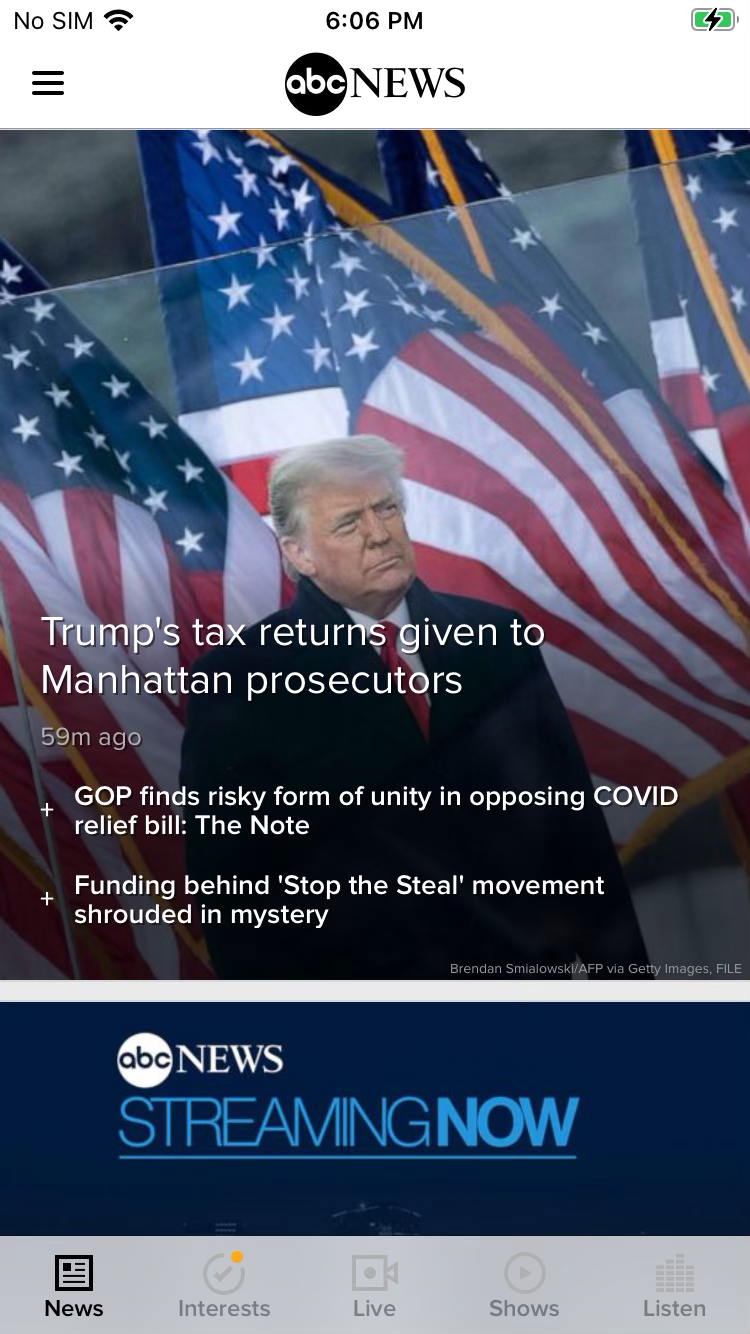 No SIM 6:06 PM
abc NEWS
Trump's tax returns given to
Manhattan prosecutors
59m ago
+ GOP finds risky form of unity in opposing COVID
relief bill: The Note
+ Funding behind 'Stop the Steal' movement
shrouded in mystery
Brendan Smialowski/AFP via Getty Images, FILE
abc NEWS
STREAMING NOW
News Interests Live Shows Listen